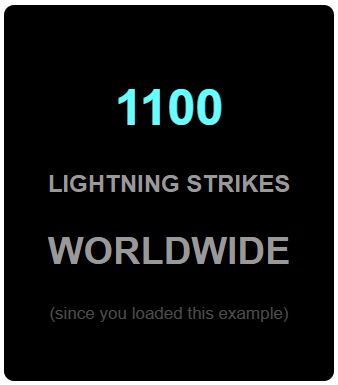 1100
LIGHTNING STRIKES
WORLDWIDE
(since you loaded this example)